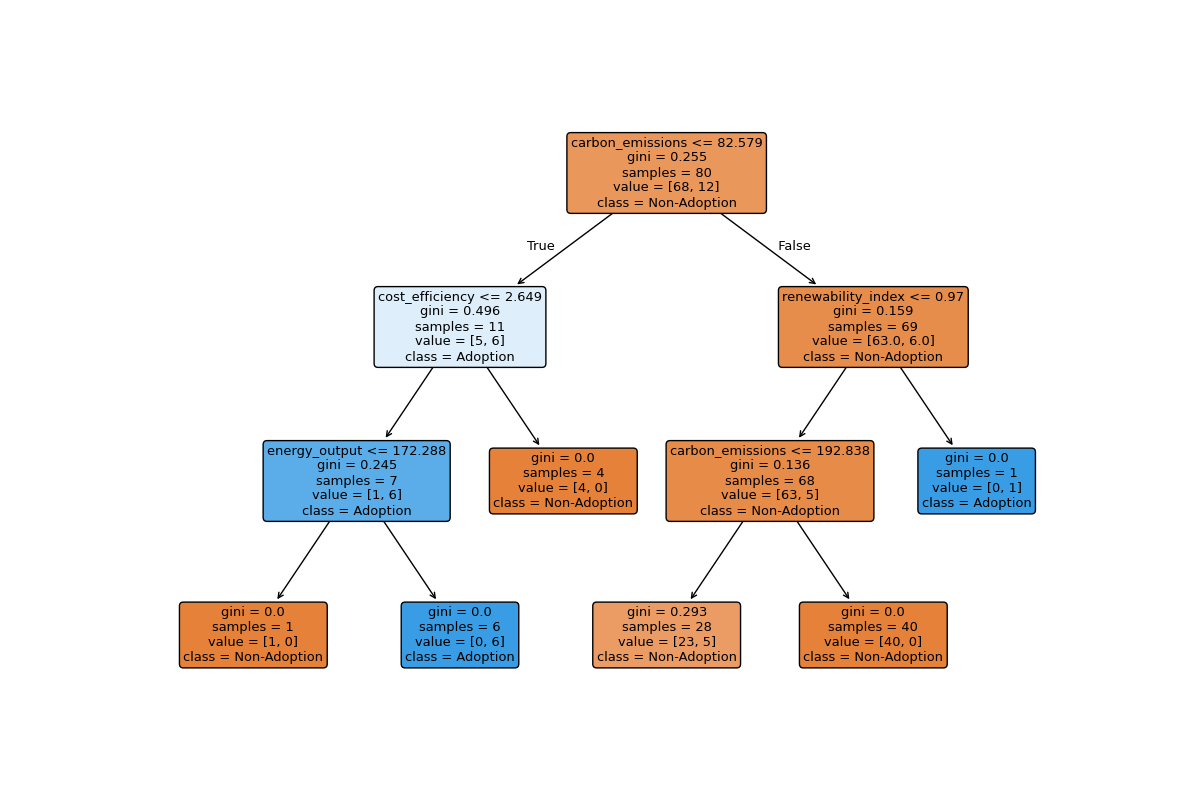 carbon_emissions <= 82.579
gini = 0.255
samples = 80
value = [68, 12]
class = Non-Adoption
True
False
cost_efficiency <= 2.649
gini = 0.496
samples = 11
value = [5, 6]
class = Adoption
renewability_index <= 0.97
gini = 0.159
samples = 69
value = [63.0, 6.0]
class = Non-Adoption
energy_output <= 172.288
gini = 0.245
samples = 7
value = [1, 6]
class = Adoption
gini = 0.0
samples = 4
value = [4, 0]
class = Non-Adoption
carbon_emissions <= 192.838
gini = 0.136
samples = 68
value = [63, 5]
class = Non-Adoption
gini = 0.0
samples = 1
value = [0, 1]
class = Adoption
gini = 0.0
samples = 1
value = [1, 0]
class = Non-Adoption
gini = 0.0
samples = 6
value = [0, 6]
class = Adoption
gini = 0.293
samples = 28
value = [23, 5]
class = Non-Adoption
gini = 0.0
samples = 40
value = [40, 0]
class = Non-Adoption